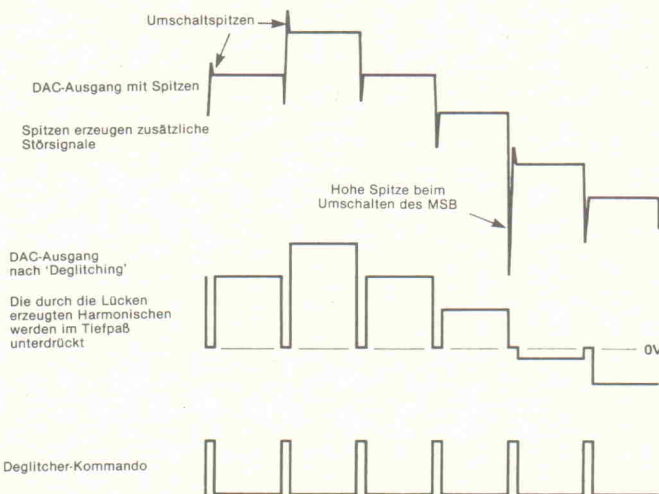 Umschaltspitzen
DAC-Ausgang mit Spitzen
Spitzen erzeugen zusätzliche
Störsignale
Hohe Spitze beim
Umschalten des MSB
DAC-Ausgang
nach 'Deglitching'
Die durch die Lücken
erzeugten Harmonischen
werden im Tiefpaß
unterdrückt
0V
Deglitcher-Kommando